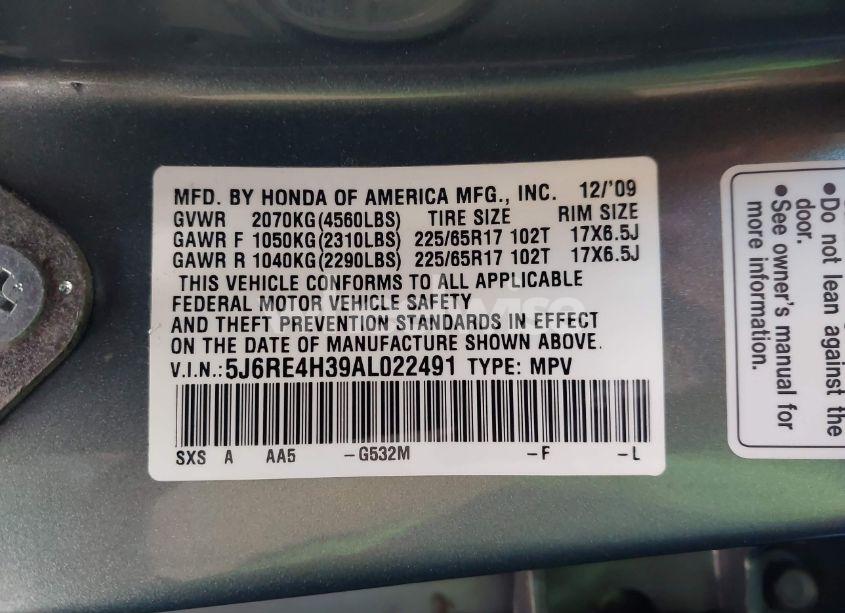 MFD. BY HONDA OF AMERICA MFG., INC. 12/'09
GVWR 2070KG(4560LBS) TIRE SIZE RIM SIZE
GAWR F 1050KG(2310LBS) 225/65R17 102T 17X6.5J
GAWR R 1040KG(2290LBS) 225/65R17 102T 17X6.5J
THIS VEHICLE CONFORMS TO ALL APPLICABLE
FEDERAL MOTOR VEHICLE SAFETY
AND THEFT PREVENTION STANDARDS IN EFFECT
ON THE DATE OF MANUFACTURE SHOWN ABOVE.
V.I.N.:5J6RE4H39AL022491 TYPE: MPV
SXS A AA5 -G532M -F -L
• Do not lean against the
door.
• See owner's manual for
more information.